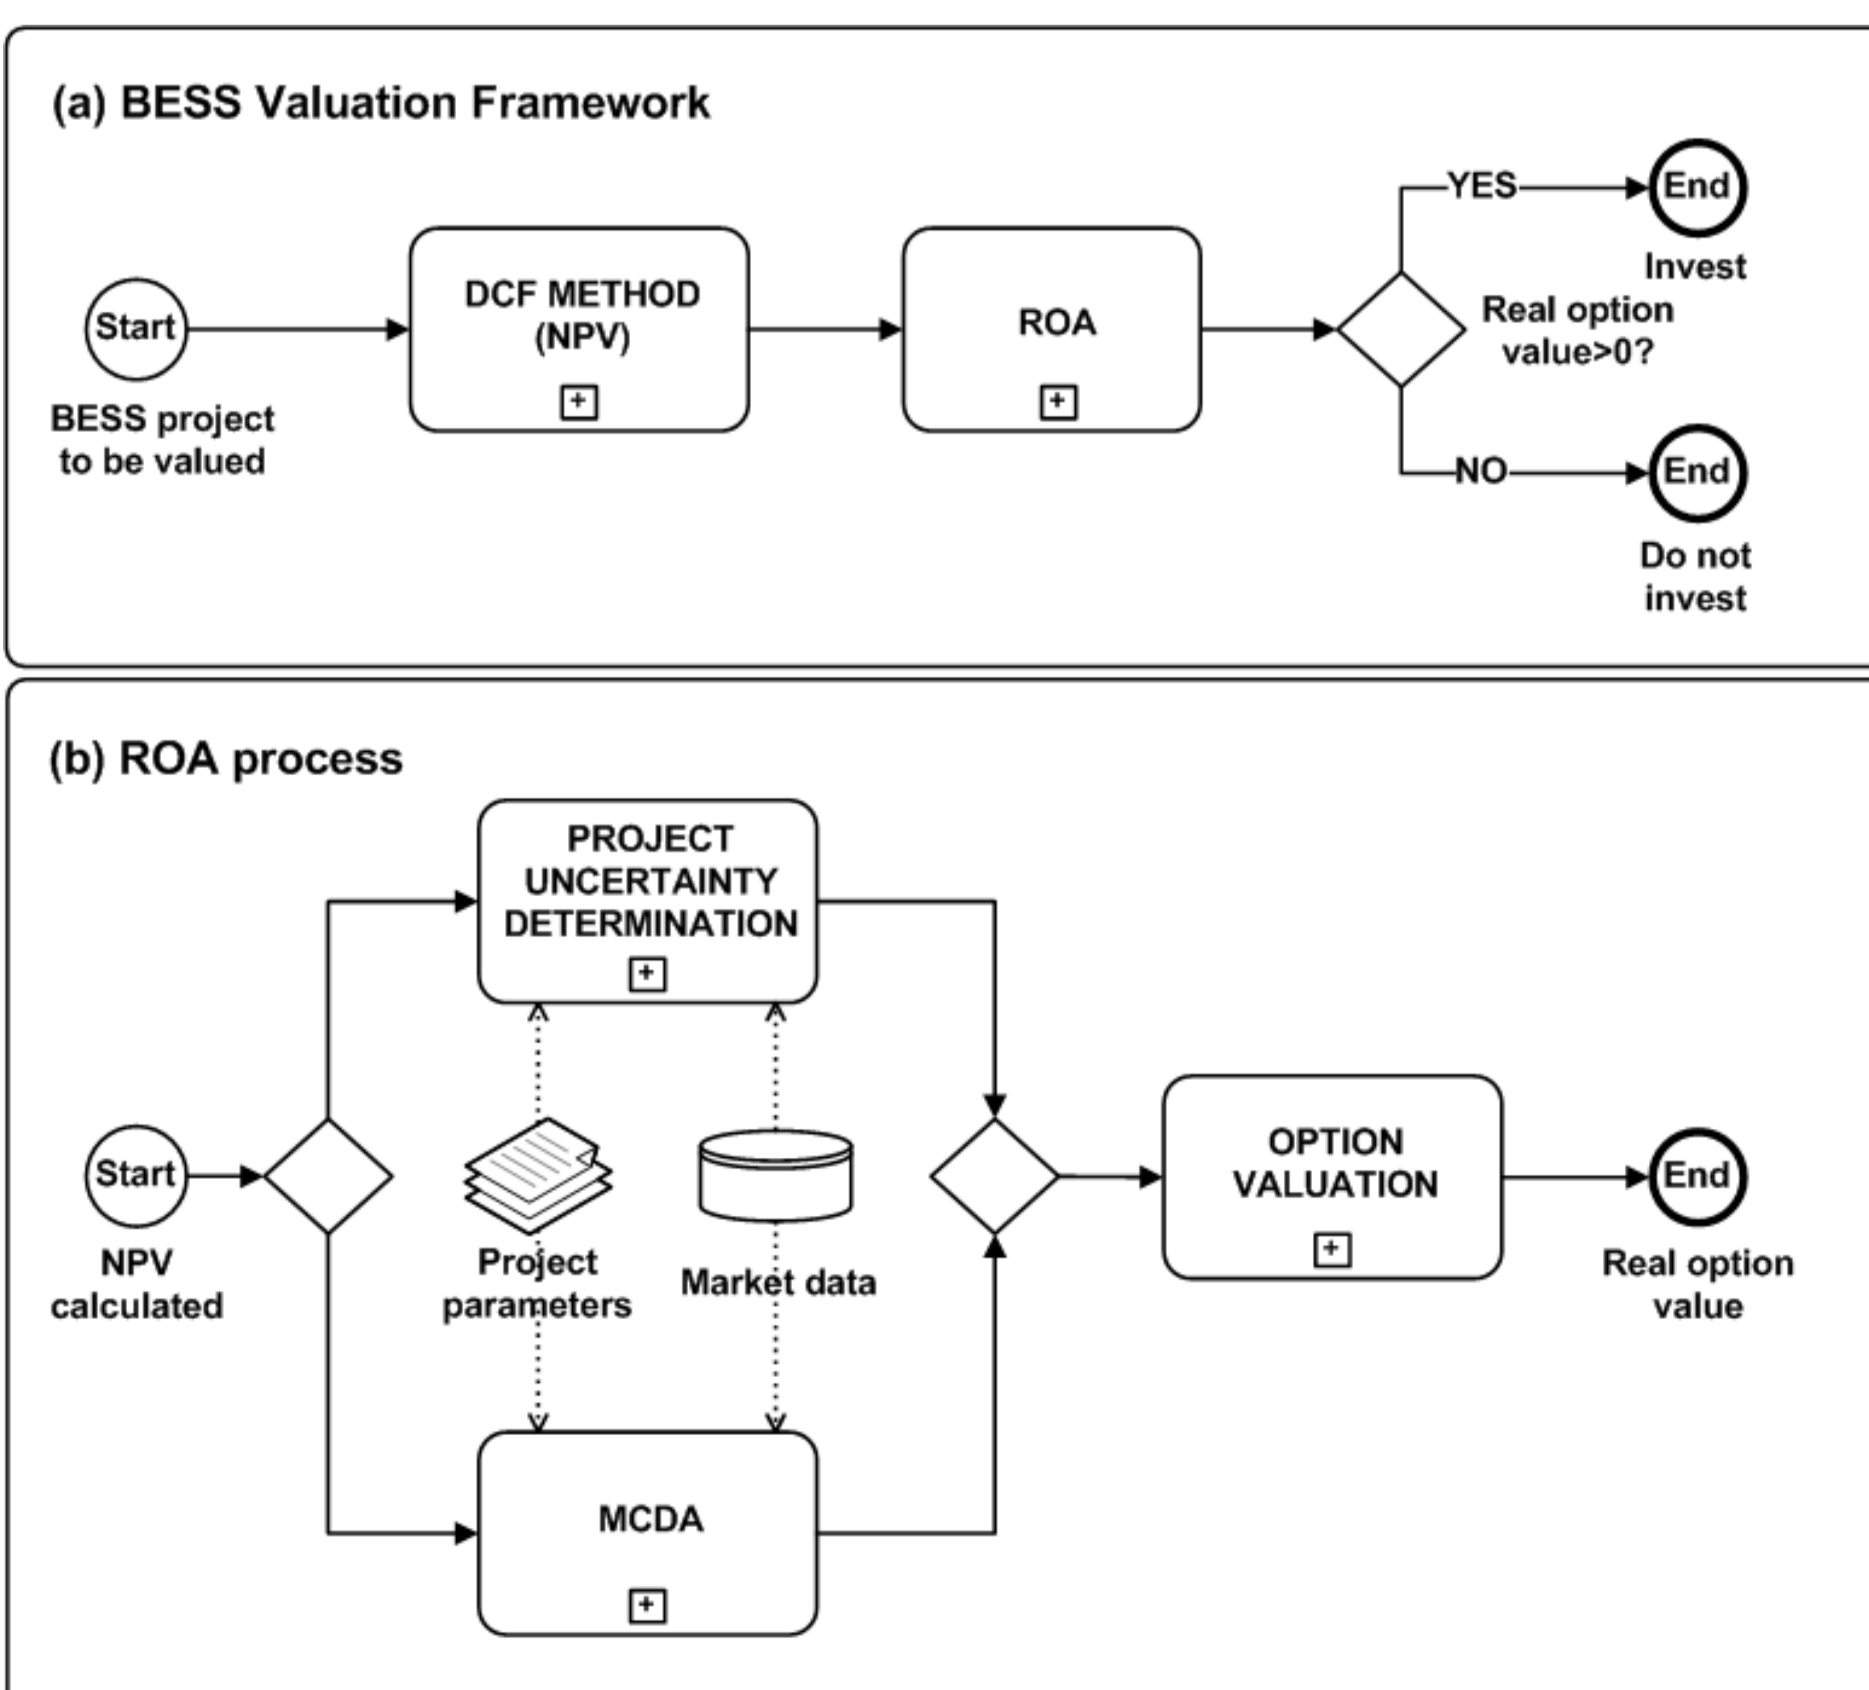 (a) BESS Valuation Framework
Start
BESS project
to be valued
DCF METHOD
(NPV)
+
ROA
+
Real option
value>0?
YES
End
Invest
NO
End
Do not
invest
(b) ROA process
Start
NPV
calculated
PROJECT
UNCERTAINTY
DETERMINATION
+
Project
parameters
Market data
MCDA
+
OPTION
VALUATION
+
End
Real option
value